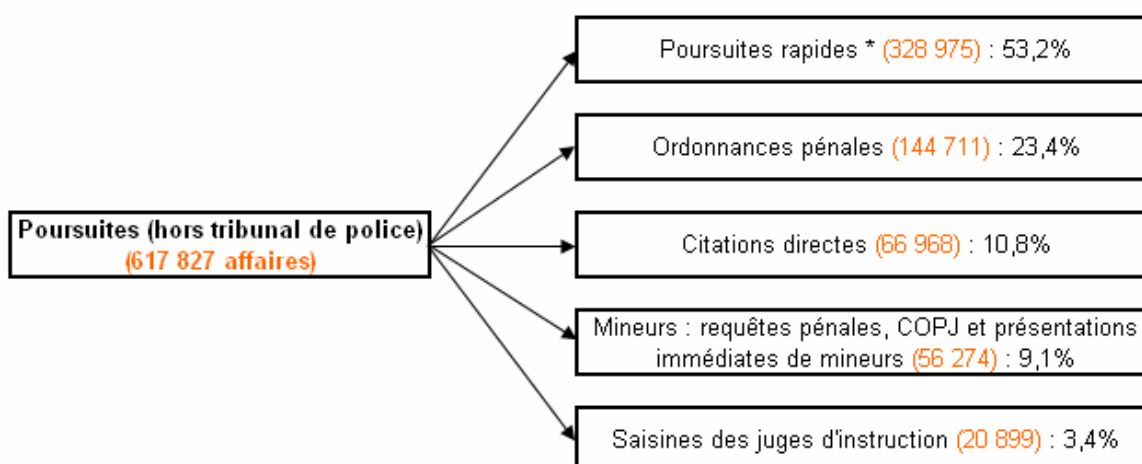 Poursuites rapides * (328 975) : 53,2%
Ordonnances pénales (144 711) : 23,4%
Poursuites (hors tribunal de police)
(617 827 affaires)
Citations directes (66 968) : 10,8%
Mineurs : requêtes pénales, COPJ et présentations
immédiates de mineurs (56 274) : 9,1%
Saisines des juges d'instruction (20 899) : 3,4%